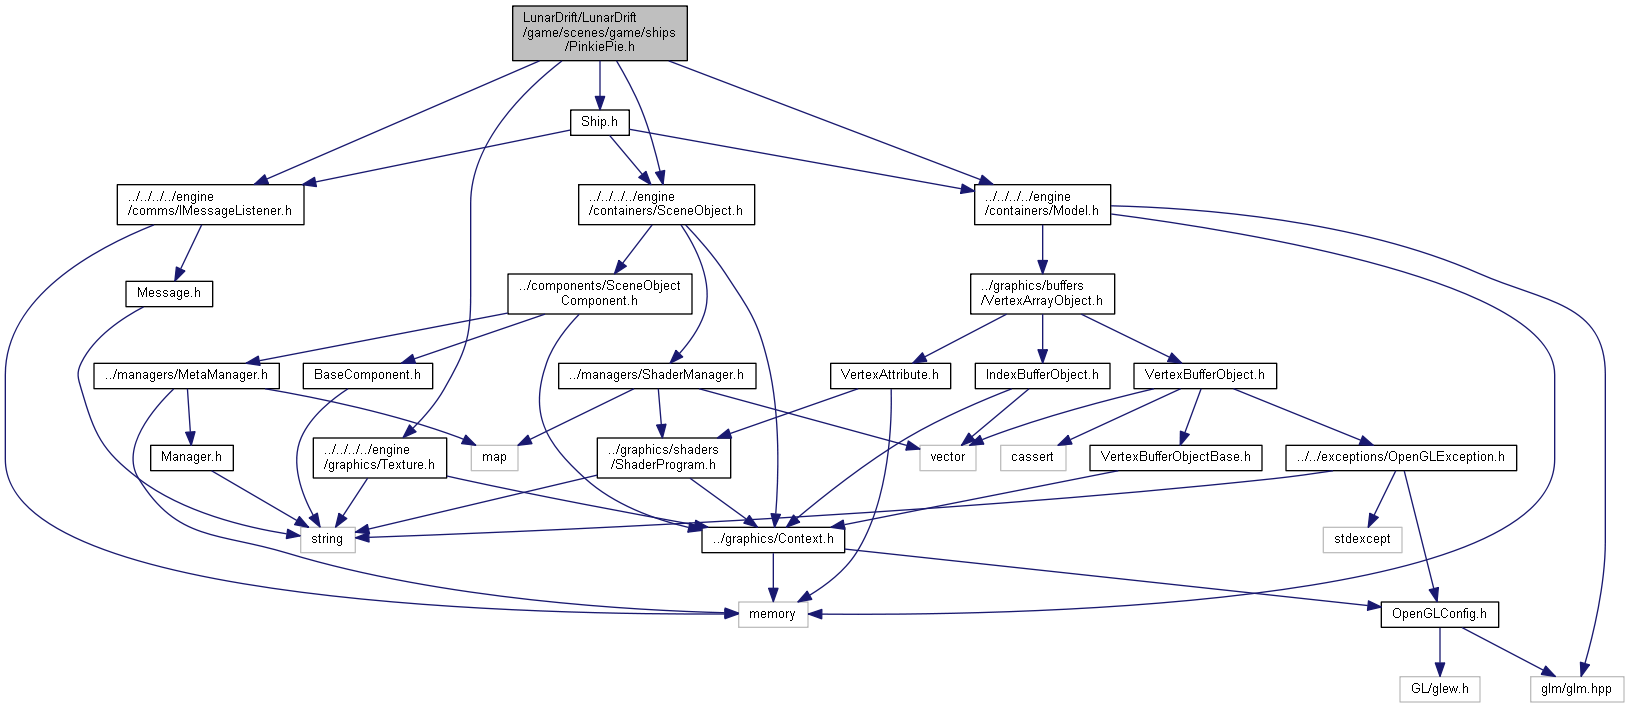 LunarDrift/LunarDrift
/game/scenes/game/ships
/PinkiePie.h
Ship.h
../../../../engine
/comms/IMessageListener.h
../../../../engine
/containers/SceneObject.h
../../../../engine
/containers/Model.h
Message.h
../components/SceneObject
Component.h
../graphics/buffers
/VertexArrayObject.h
../managers/MetaManager.h
BaseComponent.h
../managers/ShaderManager.h
VertexAttribute.h
IndexBufferObject.h
VertexBufferObject.h
Manager.h
../../../../engine
/graphics/Texture.h
map
../graphics/shaders
/ShaderProgram.h
vector
cassert
VertexBufferObjectBase.h
../../exceptions/OpenGLException.h
string
../graphics/Context.h
stdexcept
memory
OpenGLConfig.h
GL/glew.h
glm/glm.hpp